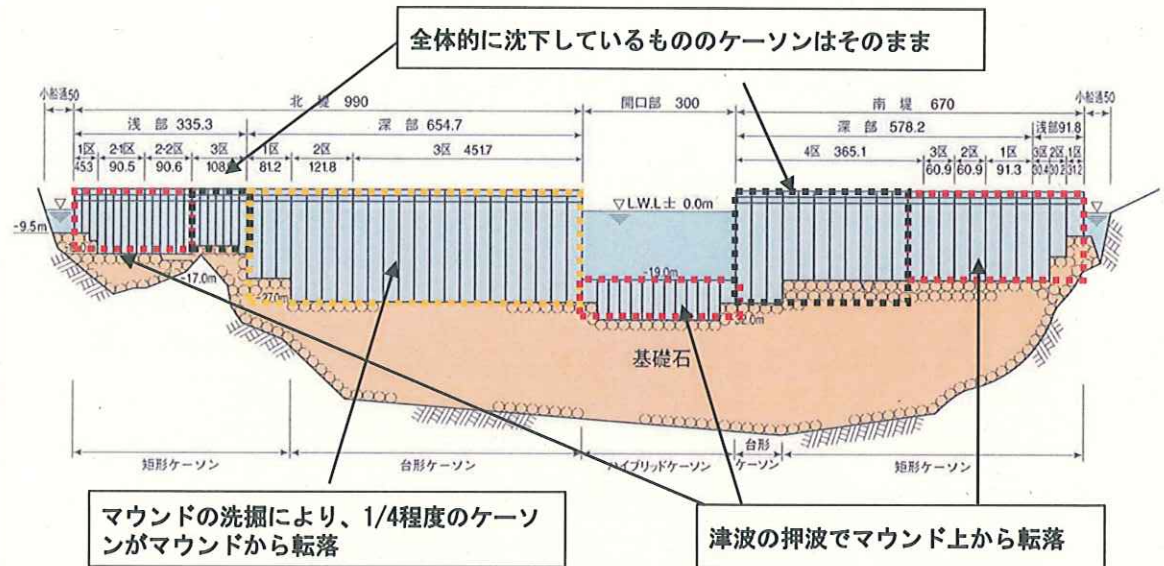 全体的に沈下しているもののケーソンはそのまま
小船通50
北 堤 990
開口部 300
南 堤 670
小船通50
浅 部 335.3
深 部 654.7
深 部 578.2
浅部91.8
1区
2-1区
2-2区
3区
1区
2区
3区 451.7
4区 365.1
3区
2区
1区
3区
2区
1区
45.3
90.5
90.6
108
81.2
121.8
60.9
60.9
91.3
30.4
30.2
31.2
L.W.L± 0.0m
-9.5m
-17.0m
-19.0m
-27.0m
基礎石
矩形ケーソン
台形ケーソン
ハイブリッドケーソン
台形
ケーソン
矩形ケーソン
マウンドの洗掘により、1/4程度のケーソ
ンがマウンドから転落
津波の押波でマウンド上から転落